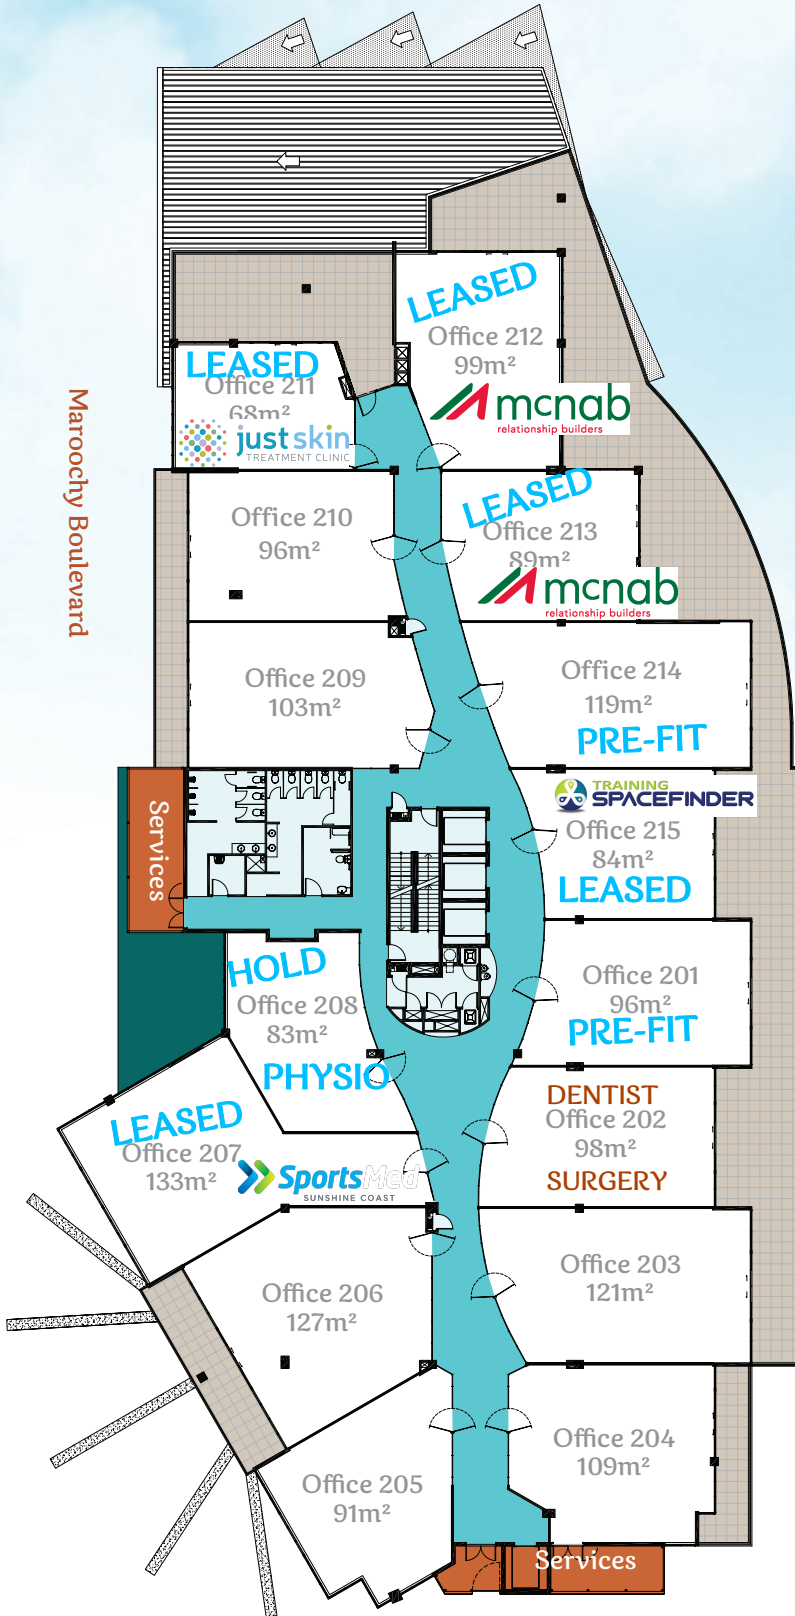 LEASED
Office 212
99m²
mcnab
relationship builders
LEASED
Office 211
68m²
just skin
TREATMENT CLINIC
Maroochy Boulevard
Office 210
96m²
LEASED
Office 213
89m²
mcnab
relationship builders
Office 209
103m²
Office 214
119m²
PRE-FIT
Services
TRAINING
SPACEFINDER
Office 215
84m²
LEASED
HOLD
Office 208
83m²
PHYSIO
Office 201
96m²
PRE-FIT
DENTIST
Office 202
98m²
SURGERY
LEASED
Office 207
133m²
SportsMed
SUNSHINE COAST
Office 203
121m²
Office 206
127m²
Office 204
109m²
Office 205
91m²
Services